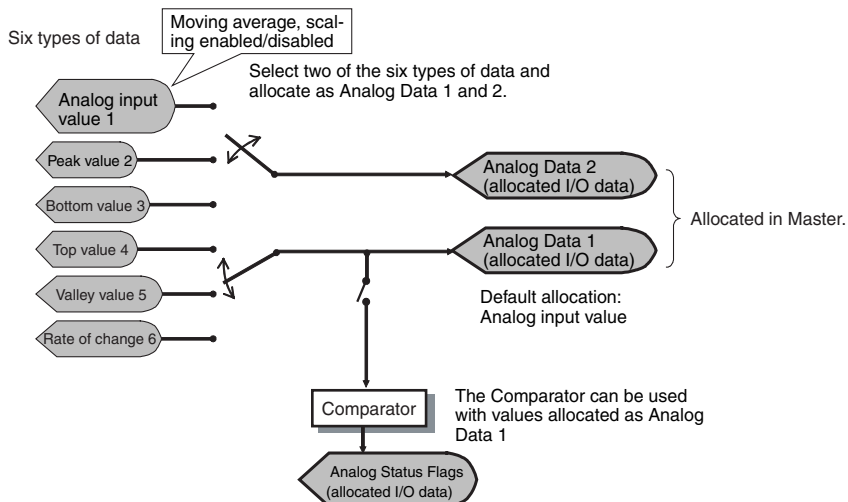 Six types of data
Moving average, scal-
ing enabled/disabled
Select two of the six types of data and
allocate as Analog Data 1 and 2.
Analog input
value 1
Peak value 2
Bottom value 3
Top value 4
Valley value 5
Rate of change 6
Analog Data 2
(allocated I/O data)
Analog Data 1
(allocated I/O data)
Allocated in Master.
Default allocation:
Analog input value
Comparator
The Comparator can be used
with values allocated as Analog
Data 1
Analog Status Flags
(allocated I/O data)